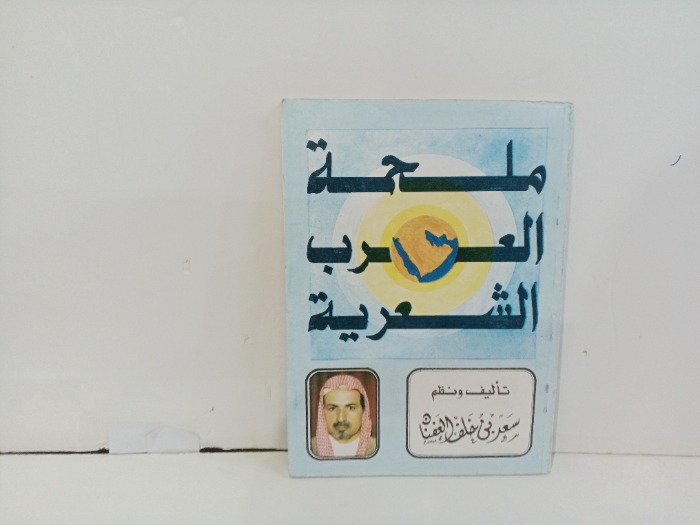 ملحمة
العرب
الشعرية
تأليف ونظم
سعد بن خلف العفنان